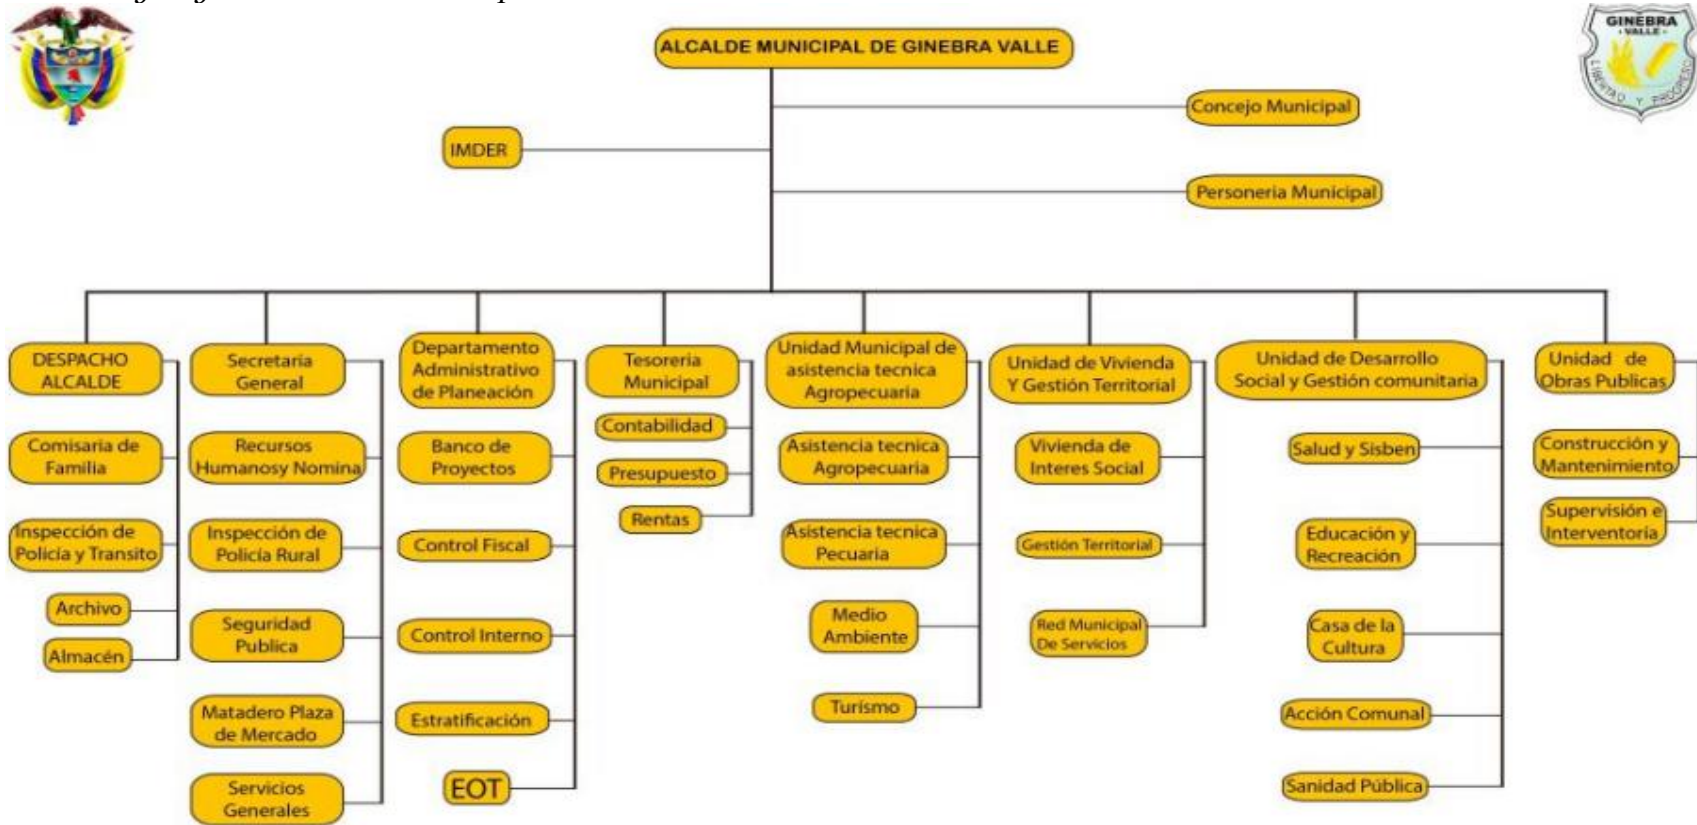 ALCALDE MUNICIPAL DE GINEBRA VALLE
GINEBRA
VALLE
LIBERTAD Y PROGRESO
Concejo Municipal
IMDER
Personeria Municipal
DESPACHO
ALCALDE
Comisaria de
Familia
Inspección de
Policía y Transito
Archivo
Almacén
Secretaria
General
Recursos
Humanosy Nomina
Inspección de
Policía Rural
Seguridad
Publica
Matadero Plaza
de Mercado
Servicios
Generales
Departamento
Administrativo
de Planeación
Banco de
Proyectos
Control Fiscal
Control Interno
Estratificación
EOT
Tesoreria
Municipal
Contabilidad
Presupuesto
Rentas
Unidad Municipal de
asistencia tecnica
Agropecuaria
Asistencia tecnica
Agropecuaria
Asistencia tecnica
Pecuaria
Medio
Ambiente
Turismo
Unidad de Vivienda
Y Gestión Territorial
Vivienda de
Interes Social
Gestión Territorial
Red Municipal
De Servicios
Unidad de Desarrollo
Social y Gestión comunitaria
Salud y Sisben
Educación y
Recreación
Casa de la
Cultura
Acción Comunal
Sanidad Pública
Unidad de
Obras Publicas
Construcción y
Mantenimiento
Supervisión e
Interventoría